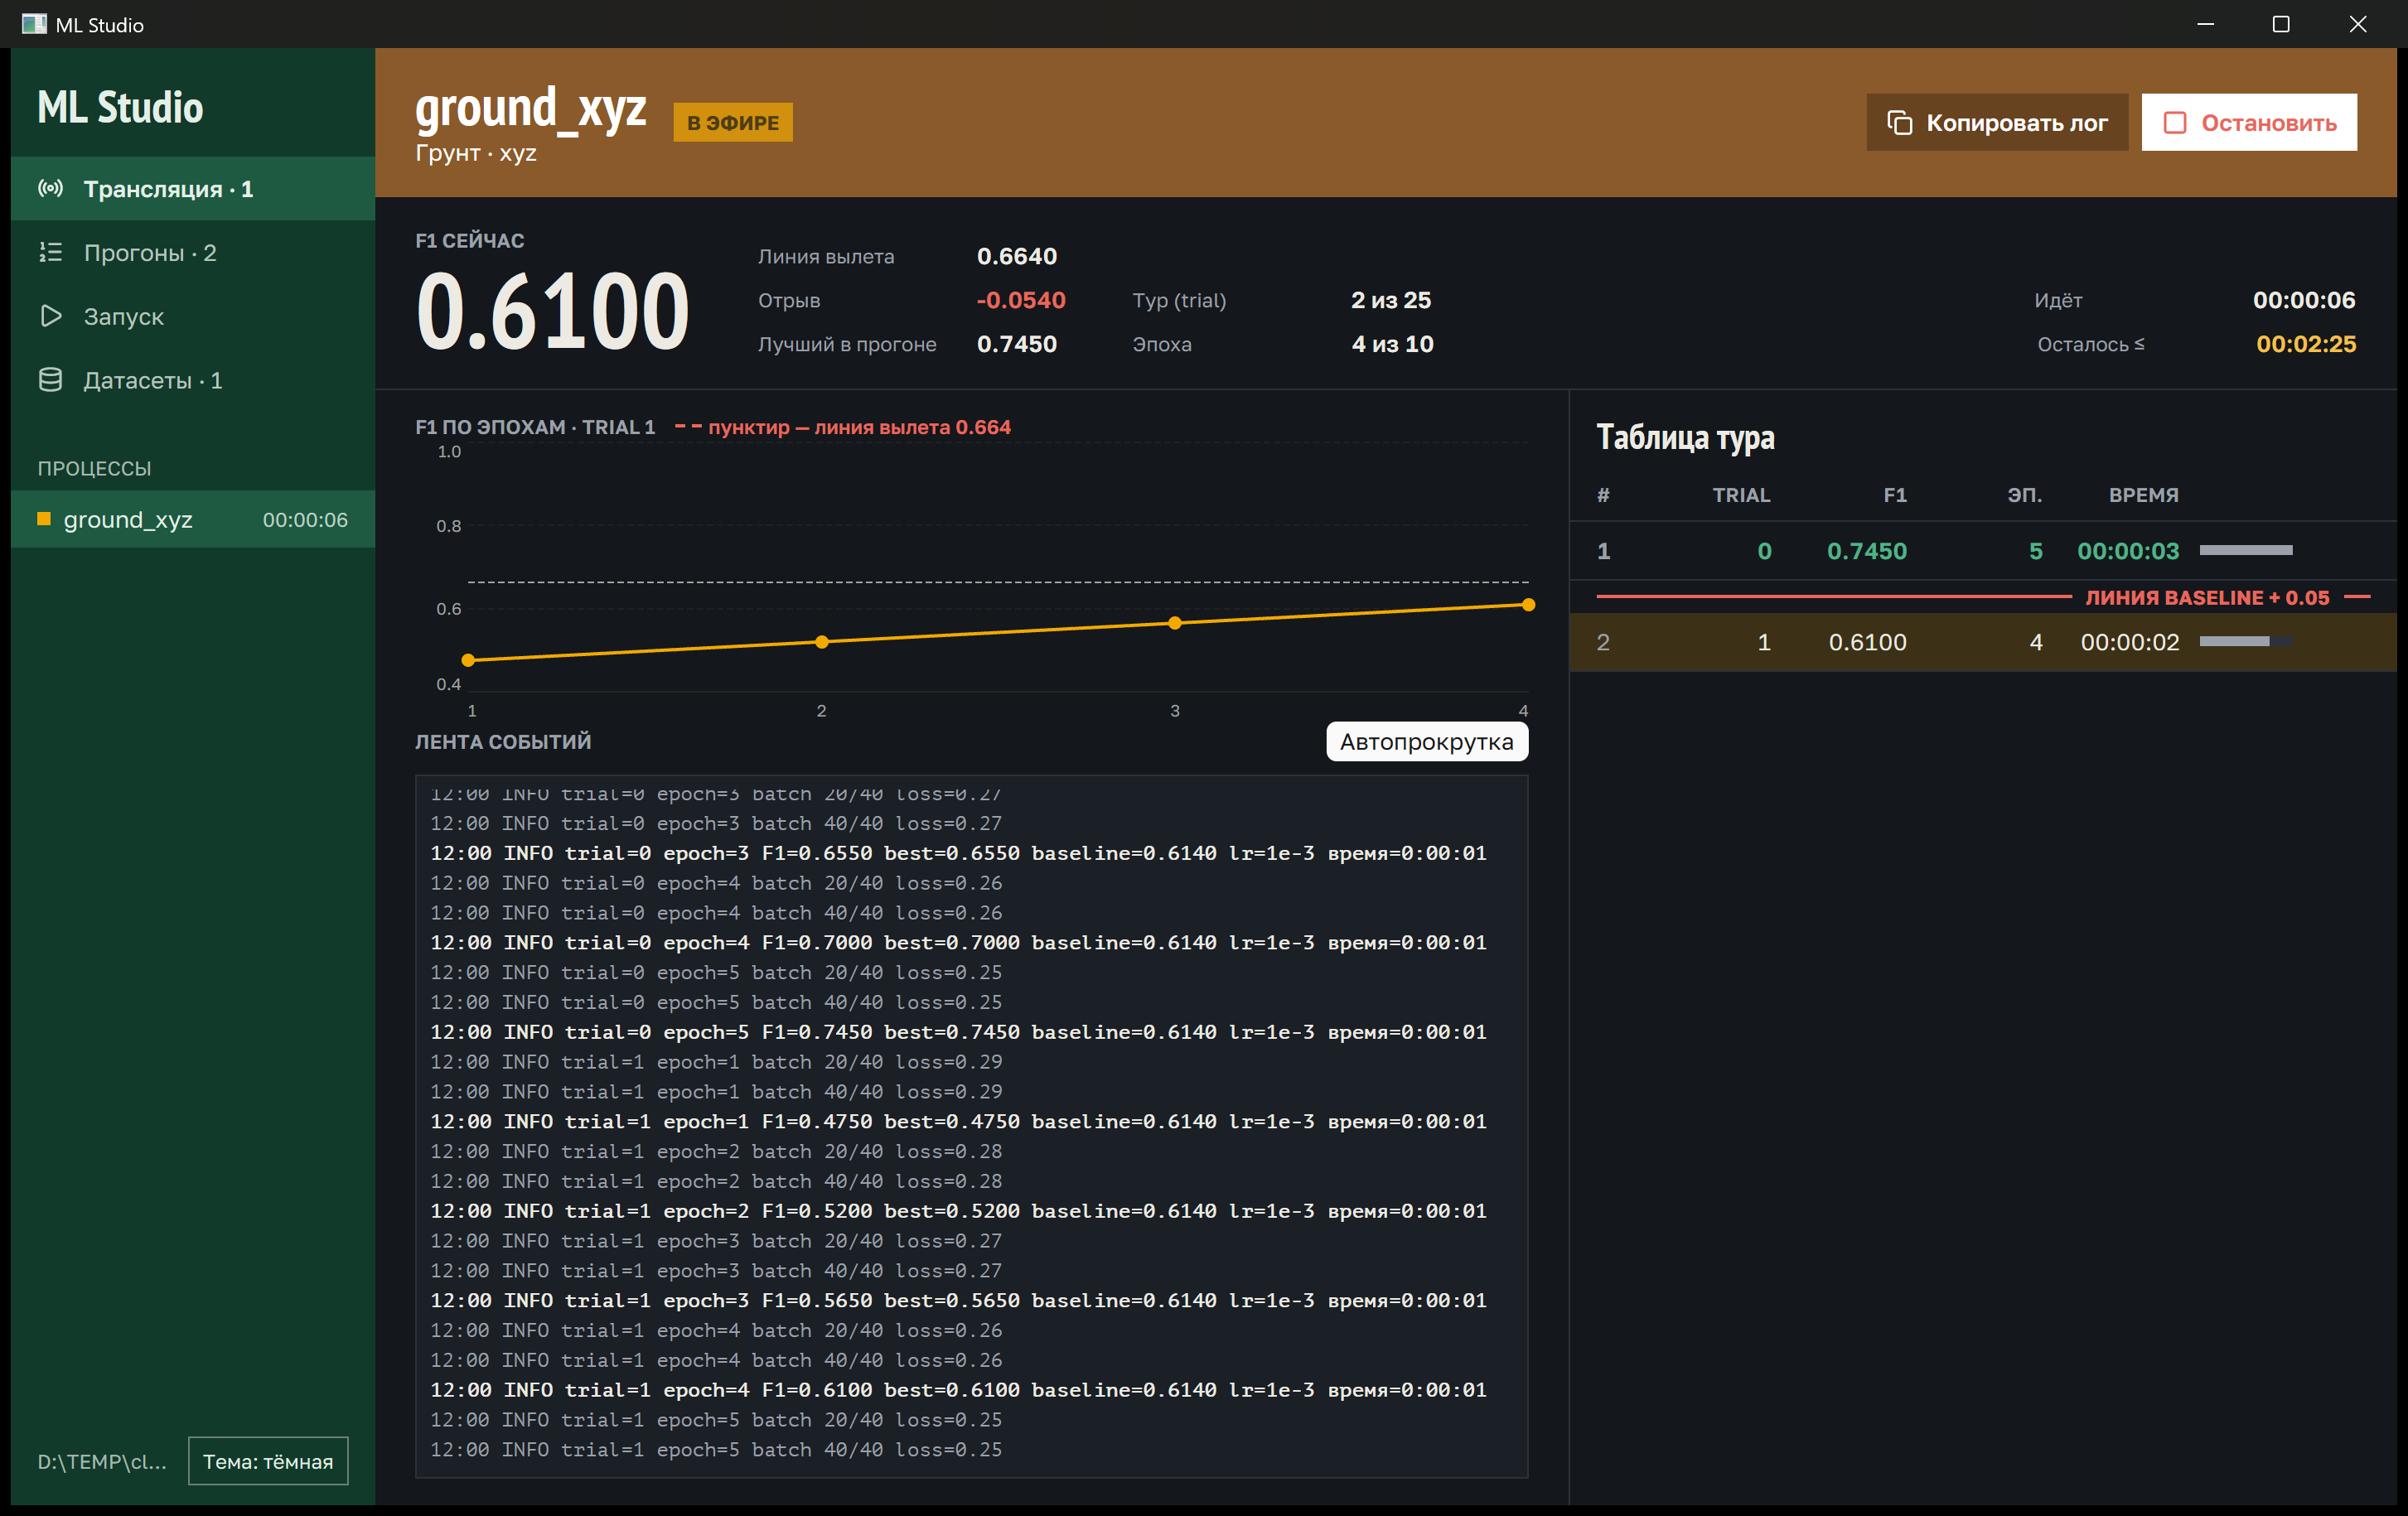 ML Studio
ML Studio
Трансляция · 1
Прогоны · 2
Запуск
Датасеты · 1
ПРОЦЕССЫ
ground_xyz 00:00:06
D:\TEMP\cl... Тема: тёмная
ground_xyz В ЭФИРЕ
Грунт · xyz
Копировать лог Остановить
F1 СЕЙЧАС
0.6100
Линия вылета 0.6640
Отрыв -0.0540 Тур (trial) 2 из 25 Идёт 00:00:06
Лучший в прогоне 0.7450 Эпоха 4 из 10 Осталось ≤ 00:02:25
F1 ПО ЭПОХАМ · TRIAL 1 пунктир — линия вылета 0.664
1.0
0.8
0.6
0.4
1 2 3 4
ЛЕНТА СОБЫТИЙ Автопрокрутка
12:00 INFO trial=0 epoch=3 batch 20/40 loss=0.27
12:00 INFO trial=0 epoch=3 batch 40/40 loss=0.27
12:00 INFO trial=0 epoch=3 F1=0.6550 best=0.6550 baseline=0.6140 lr=1e-3 время=0:00:01
12:00 INFO trial=0 epoch=4 batch 20/40 loss=0.26
12:00 INFO trial=0 epoch=4 batch 40/40 loss=0.26
12:00 INFO trial=0 epoch=4 F1=0.7000 best=0.7000 baseline=0.6140 lr=1e-3 время=0:00:01
12:00 INFO trial=0 epoch=5 batch 20/40 loss=0.25
12:00 INFO trial=0 epoch=5 batch 40/40 loss=0.25
12:00 INFO trial=0 epoch=5 F1=0.7450 best=0.7450 baseline=0.6140 lr=1e-3 время=0:00:01
12:00 INFO trial=1 epoch=1 batch 20/40 loss=0.29
12:00 INFO trial=1 epoch=1 batch 40/40 loss=0.29
12:00 INFO trial=1 epoch=1 F1=0.4750 best=0.4750 baseline=0.6140 lr=1e-3 время=0:00:01
12:00 INFO trial=1 epoch=2 batch 20/40 loss=0.28
12:00 INFO trial=1 epoch=2 batch 40/40 loss=0.28
12:00 INFO trial=1 epoch=2 F1=0.5200 best=0.5200 baseline=0.6140 lr=1e-3 время=0:00:01
12:00 INFO trial=1 epoch=3 batch 20/40 loss=0.27
12:00 INFO trial=1 epoch=3 batch 40/40 loss=0.27
12:00 INFO trial=1 epoch=3 F1=0.5650 best=0.5650 baseline=0.6140 lr=1e-3 время=0:00:01
12:00 INFO trial=1 epoch=4 batch 20/40 loss=0.26
12:00 INFO trial=1 epoch=4 batch 40/40 loss=0.26
12:00 INFO trial=1 epoch=4 F1=0.6100 best=0.6100 baseline=0.6140 lr=1e-3 время=0:00:01
12:00 INFO trial=1 epoch=5 batch 20/40 loss=0.25
12:00 INFO trial=1 epoch=5 batch 40/40 loss=0.25
Таблица тура
# TRIAL F1 ЭП. ВРЕМЯ
1 0 0.7450 5 00:00:03
ЛИНИЯ BASELINE + 0.05
2 1 0.6100 4 00:00:02